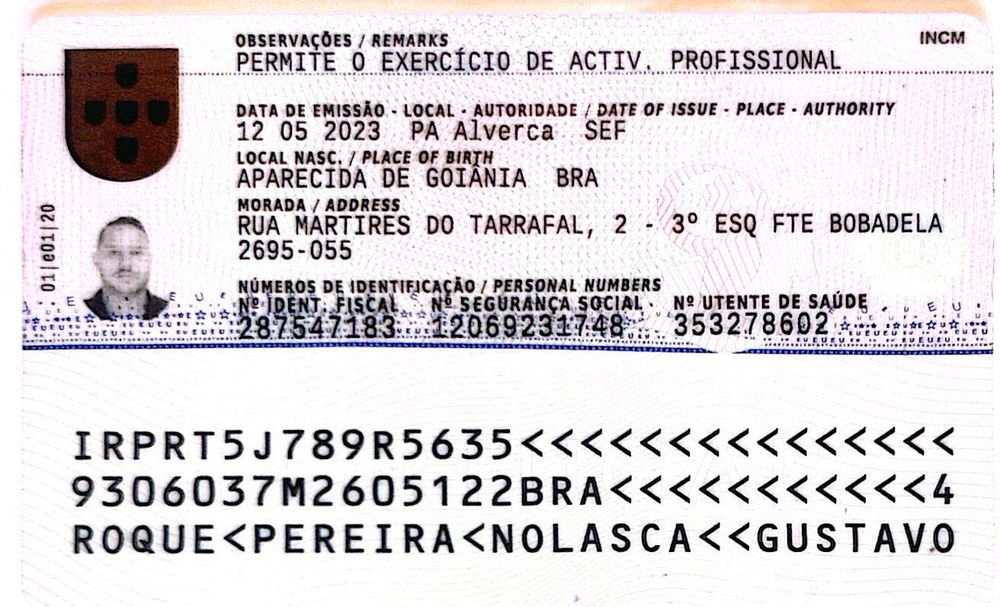 OBSERVAÇÕES / REMARKS
INCM
PERMITE O EXERCÍCIO DE ACTIV. PROFISSIONAL
DATA DE EMISSÃO - LOCAL - AUTORIDADE / DATE OF ISSUE - PLACE - AUTHORITY
12 05 2023 PA Alverca SEF
LOCAL NASC. / PLACE OF BIRTH
APARECIDA DE GOIÂNIA BRA
MORADA / ADDRESS
RUA MARTIRES DO TARRAFAL, 2 - 3º ESQ FTE BOBADELA
2695-055
01|e01|20
NÚMEROS DE IDENTIFICAÇÃO / PERSONAL NUMBERS
Nº IDENT. FISCAL Nº SEGURANÇA SOCIAL Nº UTENTE DE SAÚDE
287547183 12069231748 353278602
IRPRT5J789R5635<<<<<<<<<<<<<<<
9306037M2605122BRA<<<<<<<<<<<4
ROQUE<PEREIRA<NOLASCA<<GUSTAVO